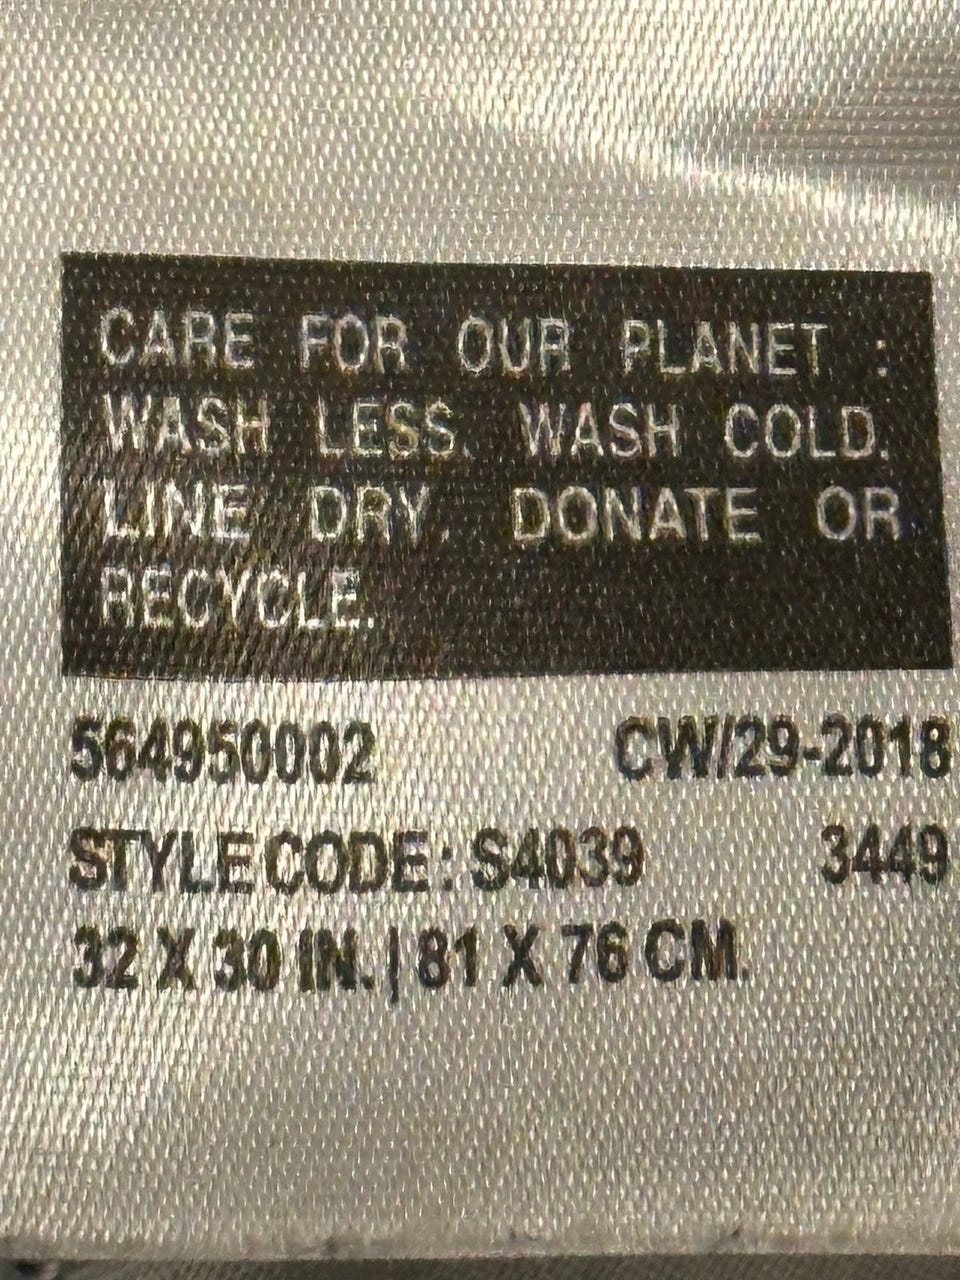 CARE FOR OUR PLANET :
WASH LESS. WASH COLD.
LINE DRY. DONATE OR
RECYCLE.
564950002 CW/29-2018
STYLE CODE: S4039 3449
32 X 30 IN. | 81 X 76 CM.